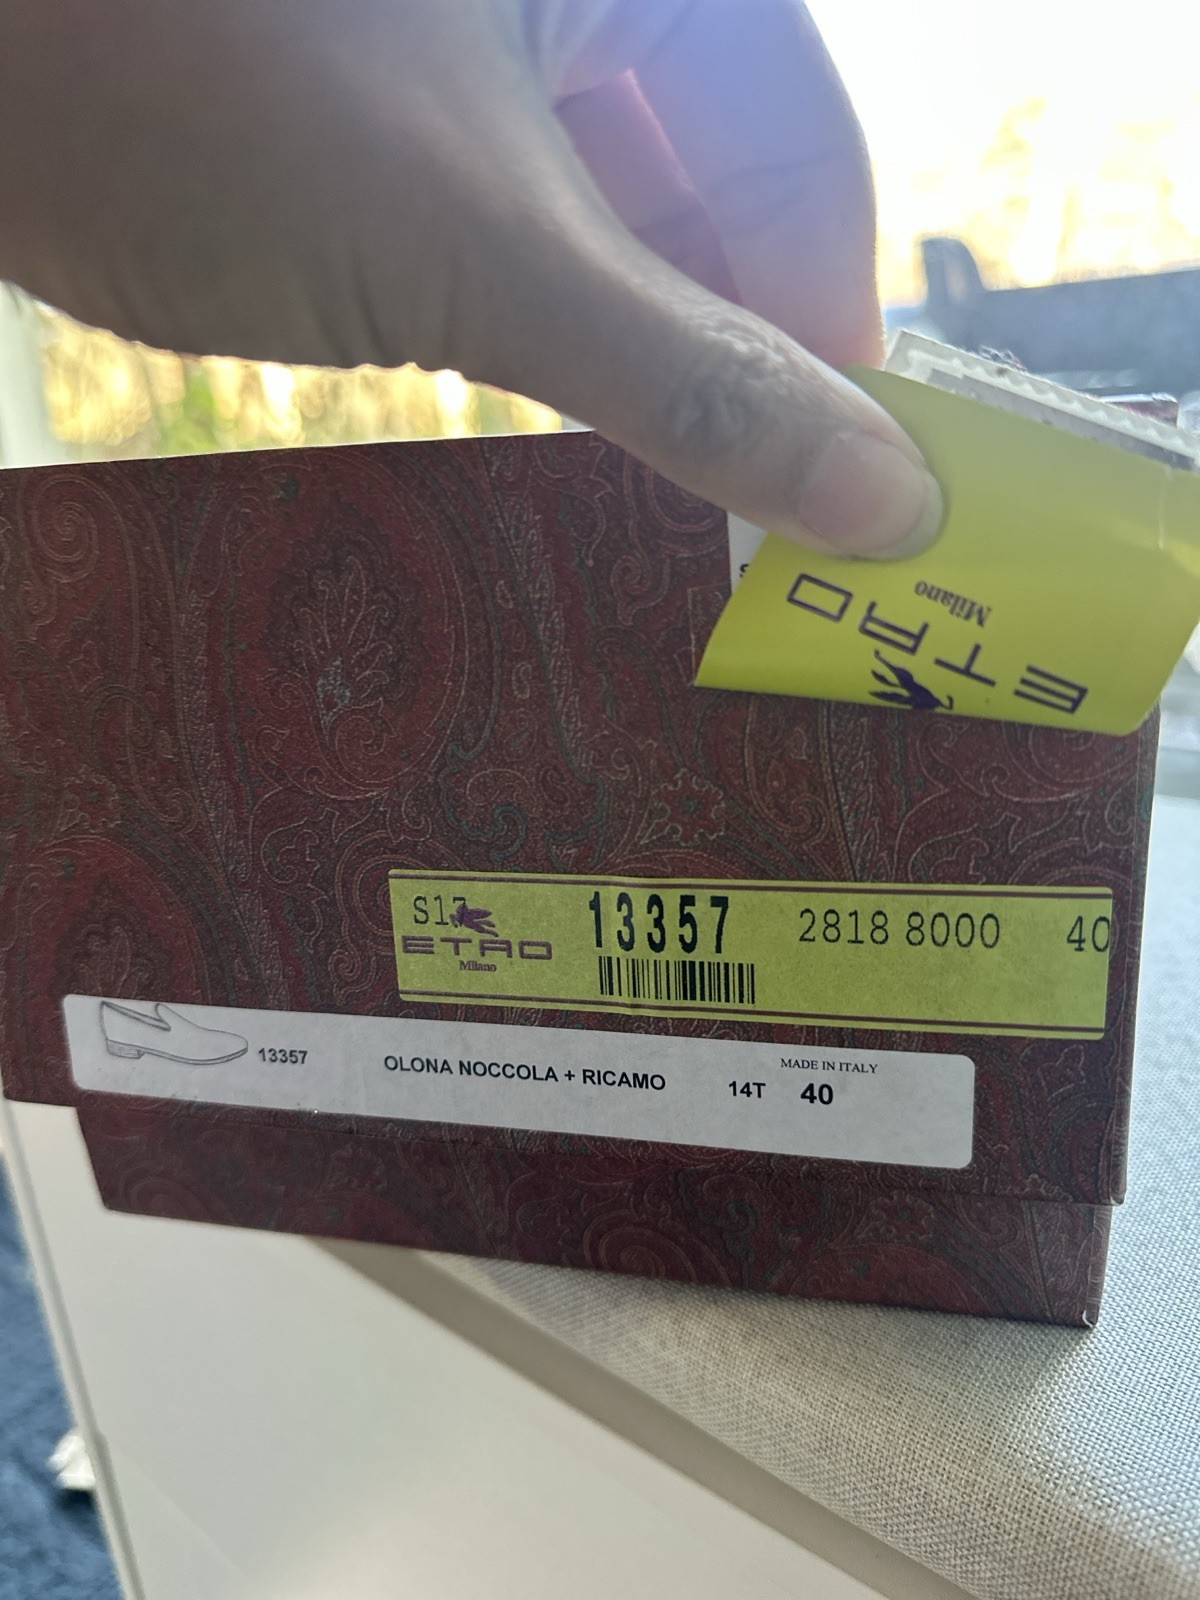 ETRO
Milano
S17 13357 2818 8000 40
ETRO
Milano
13357 OLONA NOCCOLA + RICAMO 14T MADE IN ITALY 40